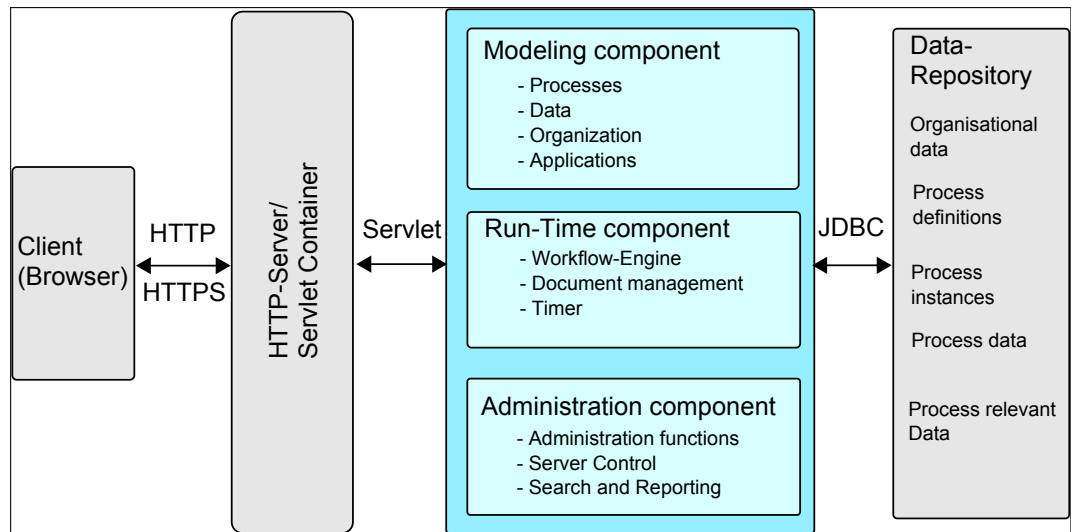 Client
(Browser)
HTTP
HTTPS
HTTP-Server/
Servlet Container
Servlet
Modeling component
- Processes
- Data
- Organization
- Applications
Run-Time component
- Workflow-Engine
- Document management
- Timer
Administration component
- Administration functions
- Server Control
- Search and Reporting
JDBC
Data-
Repository
Organisational
data
Process
definitions
Process
instances
Process data
Process relevant
Data